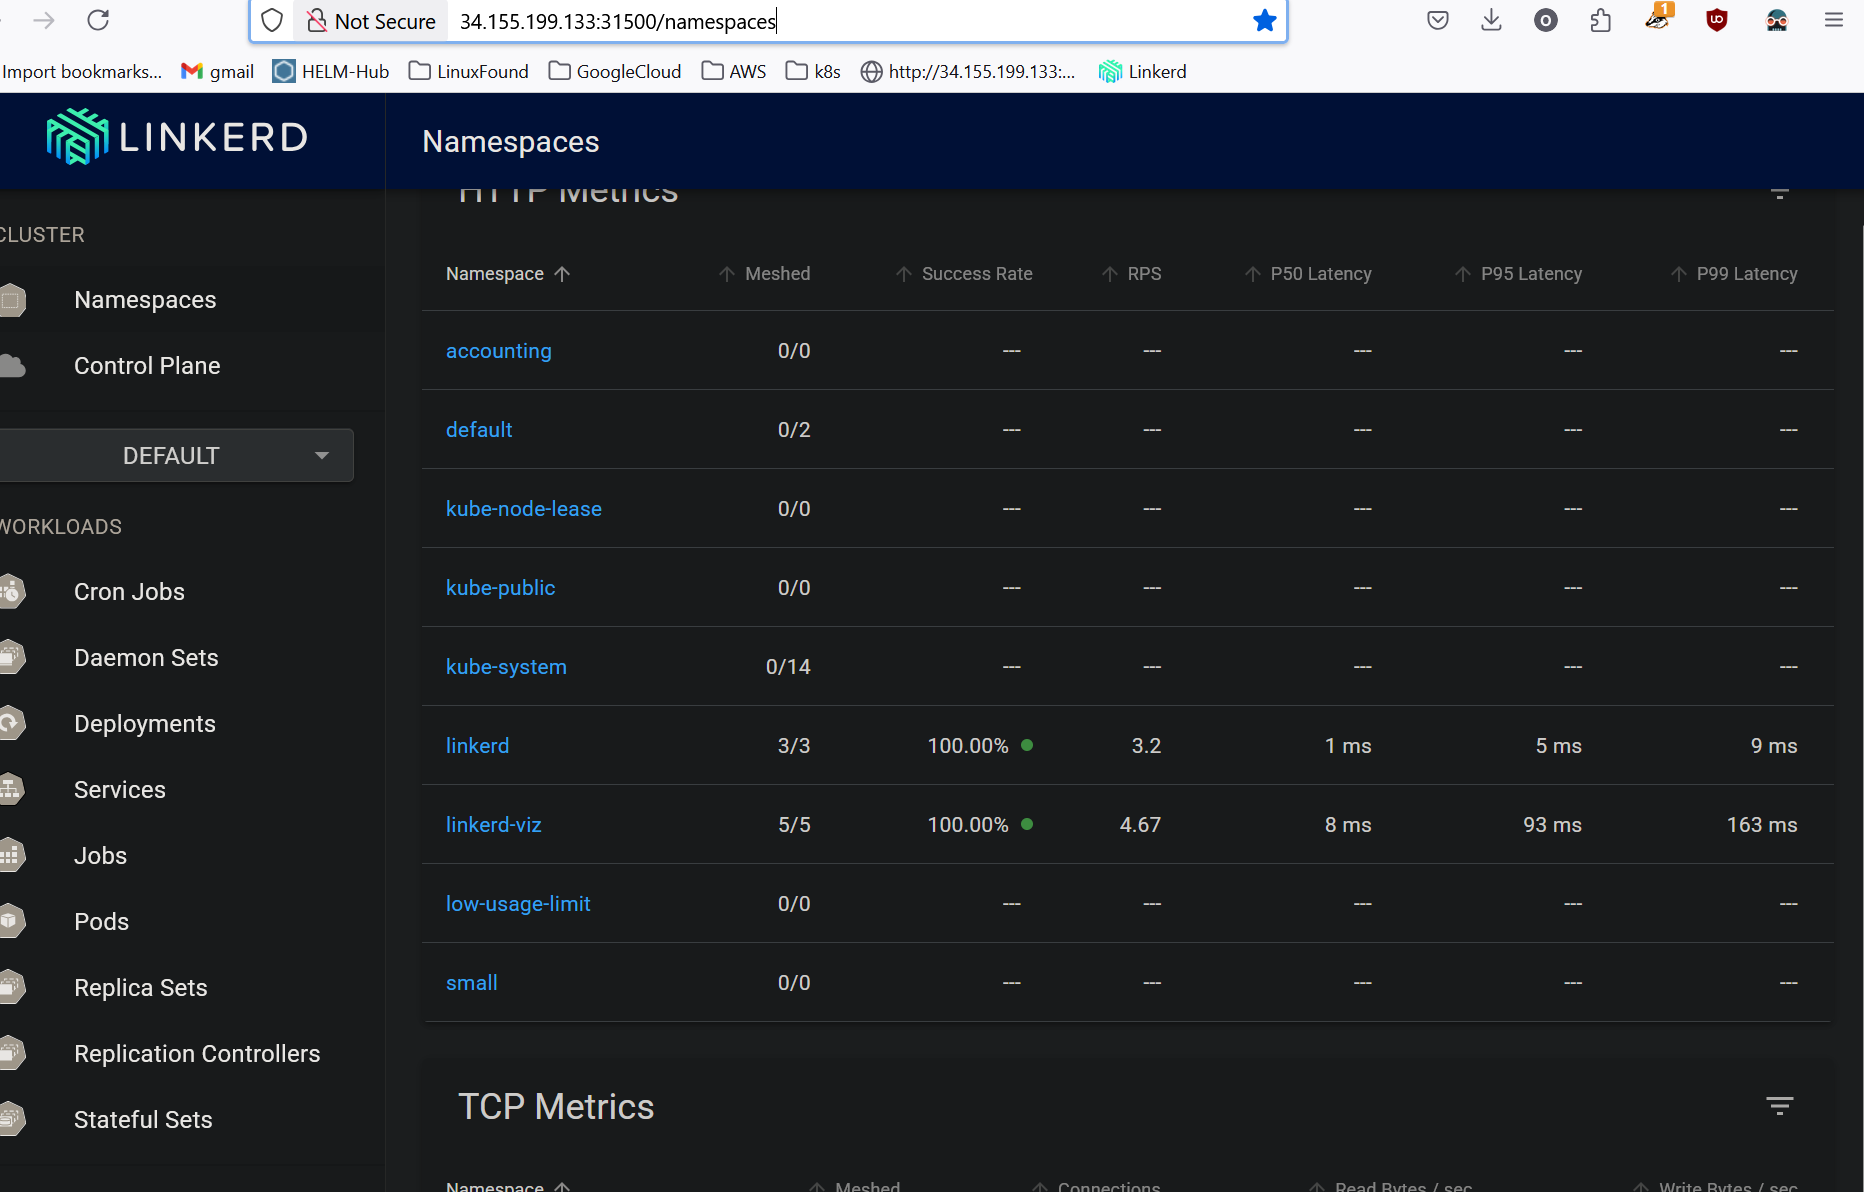 Not Secure 34.155.199.133:31500/namespaces
1
Import bookmarks... gmail HELM-Hub LinuxFound GoogleCloud AWS k8s http://34.155.199.133:... Linkerd
LINKERD
Namespaces
HTTP Metrics
CLUSTER
Namespaces
Control Plane
DEFAULT
WORKLOADS
Cron Jobs
Daemon Sets
Deployments
Services
Jobs
Pods
Replica Sets
Replication Controllers
Stateful Sets
Namespace Meshed Success Rate RPS P50 Latency P95 Latency P99 Latency
accounting 0/0 --- --- --- --- ---
default 0/2 --- --- --- --- ---
kube-node-lease 0/0 --- --- --- --- ---
kube-public 0/0 --- --- --- --- ---
kube-system 0/14 --- --- --- --- ---
linkerd 3/3 100.00% 3.2 1 ms 5 ms 9 ms
linkerd-viz 5/5 100.00% 4.67 8 ms 93 ms 163 ms
low-usage-limit 0/0 --- --- --- --- ---
small 0/0 --- --- --- --- ---
TCP Metrics
Namespace Meshed Connections Read Bytes / sec Write Bytes / sec